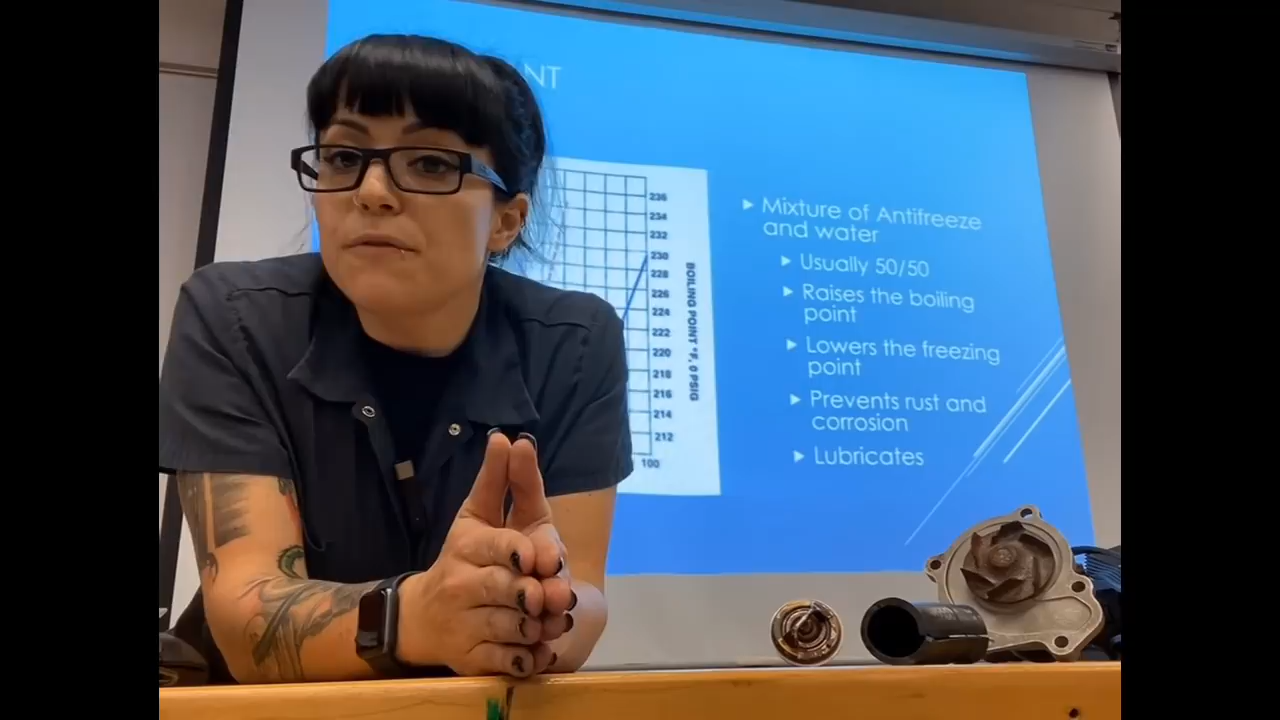 NT
Mixture of Antifreeze
and water
Usually 50/50
Raises the boiling
point
Lowers the freezing
point
Prevents rust and
corrosion
Lubricates
236
234
232
230
228
226
224
222
220
218
216
214
212
100
BOILING POINT °F, 0 PSIG